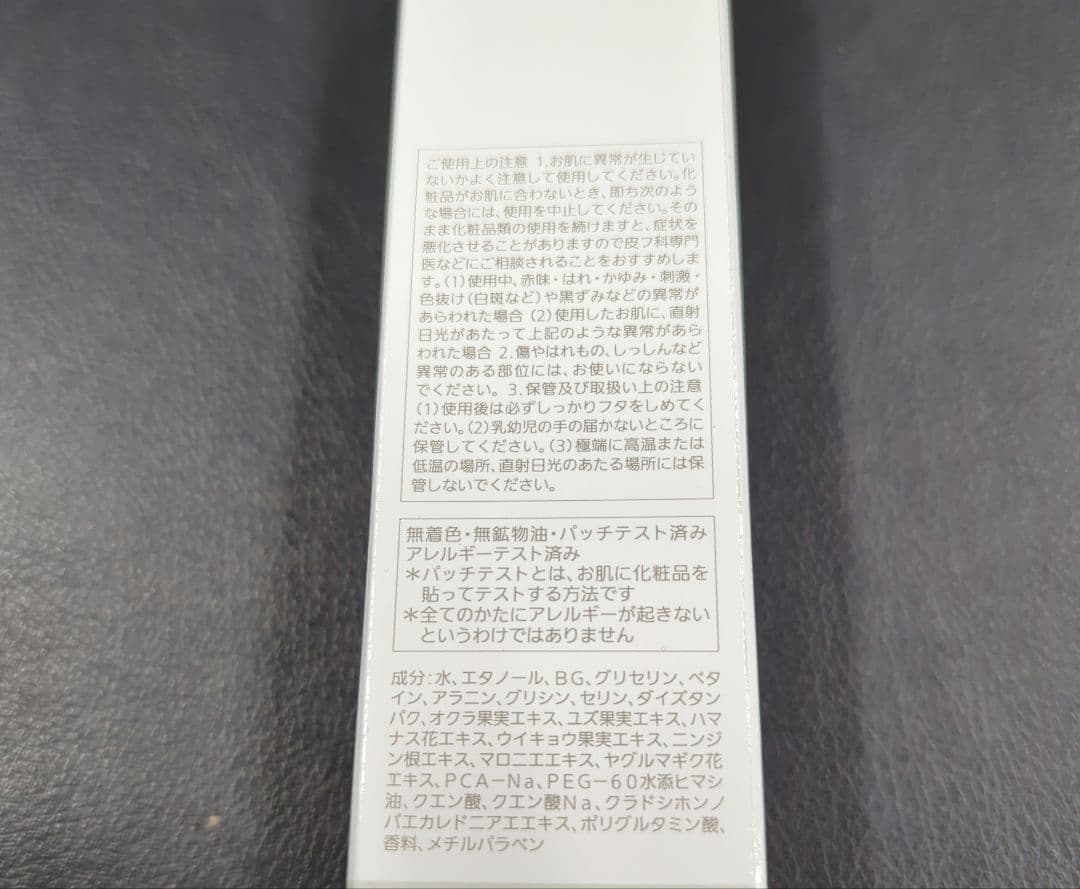 ご使用上の注意 1.お肌に異常が生じてい
ないかよく注意して使用してください。化
粧品がお肌に合わないとき、即ち次のよう
な場合には、使用を中止してください。その
まま化粧品類の使用を続けますと、症状を
悪化させることがありますので皮フ科専門
医などにご相談されることをおすすめしま
す。(1)使用中、赤味・はれ・かゆみ・刺激・
色抜け(白斑など)や黒ずみなどの異常が
あらわれた場合 (2)使用したお肌に、直射
日光があたって上記のような異常があら
われた場合 2.傷やはれもの、しっしんなど
異常のある部位には、お使いにならない
でください。 3.保管及び取扱い上の注意
(1)使用後は必ずしっかりフタをしめてく
ださい。(2)乳幼児の手の届かないところに
保管してください。(3)極端に高温または
低温の場所、直射日光のあたる場所には保
管しないでください。
無着色・無鉱物油・パッチテスト済み
アレルギーテスト済み
＊パッチテストとは、お肌に化粧品を
貼ってテストする方法です
＊全てのかたにアレルギーが起きない
というわけではありません
成分:水、エタノール、BG、グリセリン、ベタ
イン、アラニン、グリシン、セリン、ダイズタン
パク、オクラ果実エキス、ユズ果実エキス、ハマ
ナス花エキス、ウイキョウ果実エキス、ニンジ
ン根エキス、マロニエエキス、ヤグルマギク花
エキス、PCA－Na、PEG－60水添ヒマシ
油、クエン酸、クエン酸Na、クラドシホンノ
バエカレドニアエエキス、ポリグルタミン酸、
香料、メチルパラベン